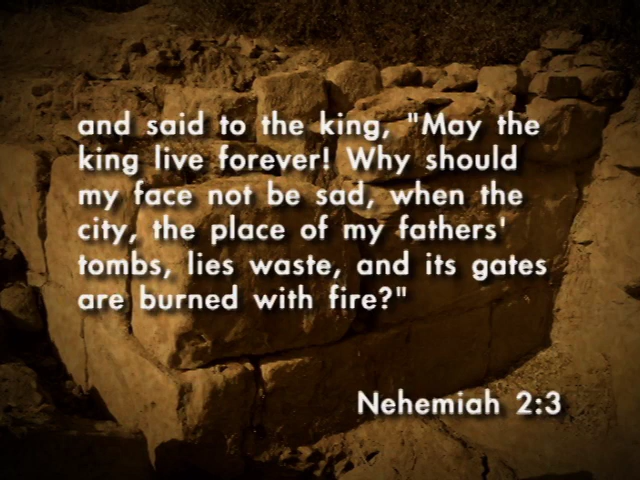 and said to the king, "May the
king live forever! Why should
my face not be sad, when the
city, the place of my fathers'
tombs, lies waste, and its gates
are burned with fire?"
Nehemiah 2:3